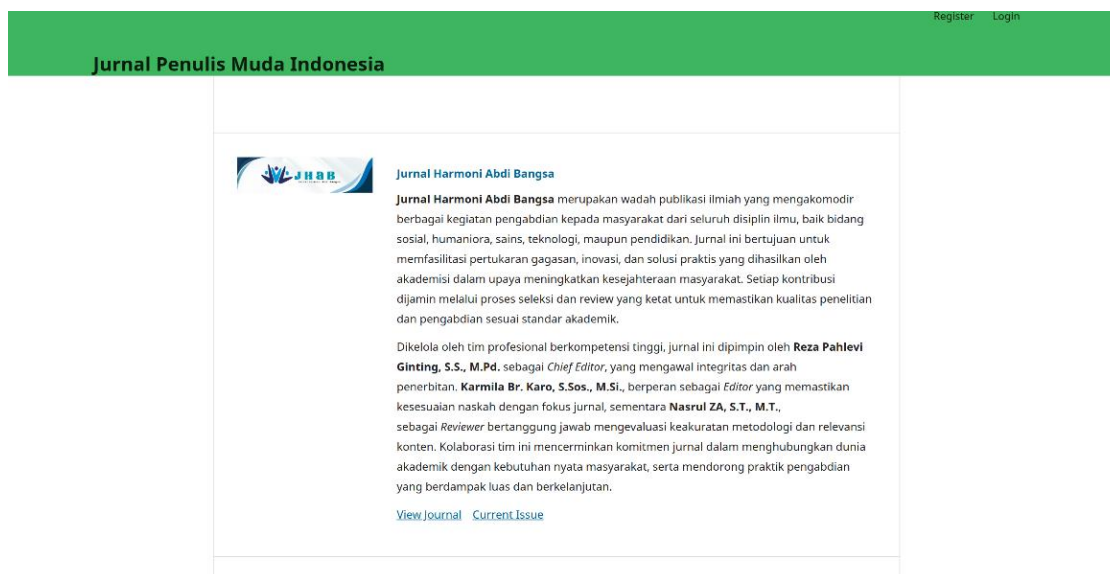 Register Login
Jurnal Penulis Muda Indonesia
JHAB
Jurnal Harmoni Abdi Bangsa
Jurnal Harmoni Abdi Bangsa merupakan wadah publikasi ilmiah yang mengakomodir
berbagai kegiatan pengabdian kepada masyarakat dari seluruh disiplin ilmu, baik bidang
sosial, humaniora, sains, teknologi, maupun pendidikan. Jurnal ini bertujuan untuk
memfasilitasi pertukaran gagasan, inovasi, dan solusi praktis yang dihasilkan oleh
akademisi dalam upaya meningkatkan kesejahteraan masyarakat. Setiap kontribusi
dijamin melalui proses seleksi dan review yang ketat untuk memastikan kualitas penelitian
dan pengabdian sesuai standar akademik.
Dikelola oleh tim profesional berkompetensi tinggi, jurnal ini dipimpin oleh Reza Pahlevi
Ginting, S.S., M.Pd. sebagai Chief Editor, yang mengawal integritas dan arah
penerbitan. Karmila Br. Karo, S.Sos., M.Si., berperan sebagai Editor yang memastikan
kesesuaian naskah dengan fokus jurnal, sementara Nasrul ZA, S.T., M.T.,
sebagai Reviewer bertanggung jawab mengevaluasi keakuratan metodologi dan relevansi
konten. Kolaborasi tim ini mencerminkan komitmen jurnal dalam menghubungkan dunia
akademik dengan kebutuhan nyata masyarakat, serta mendorong praktik pengabdian
yang berdampak luas dan berkelanjutan.
View Journal Current Issue